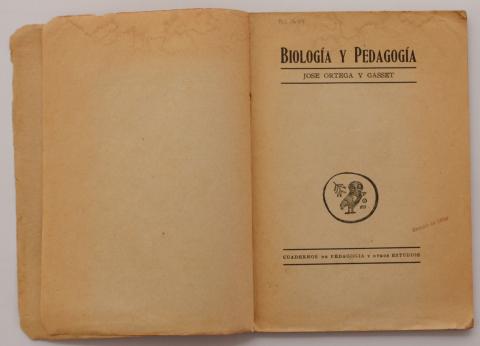 BIOLOGÍA Y PEDAGOGÍA
JOSE ORTEGA Y GASSET
CUADERNOS DE PEDAGOGIA Y OTROS ESTUDIOS